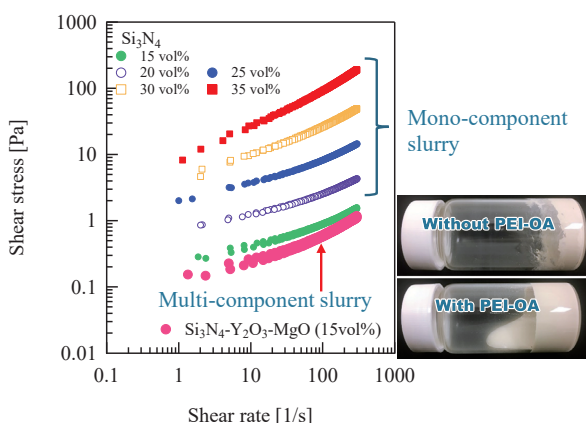 1000
100
10
1
0.1
0.01
Shear stress [Pa]
Si₃N₄
15 vol%
20 vol% 25 vol%
30 vol% 35 vol%
Mono-component
slurry
Without PEI-OA
With PEI-OA
Multi-component slurry
Si₃N₄-Y₂O₃-MgO (15vol%)
0.1 1 10 100 1000
Shear rate [1/s]